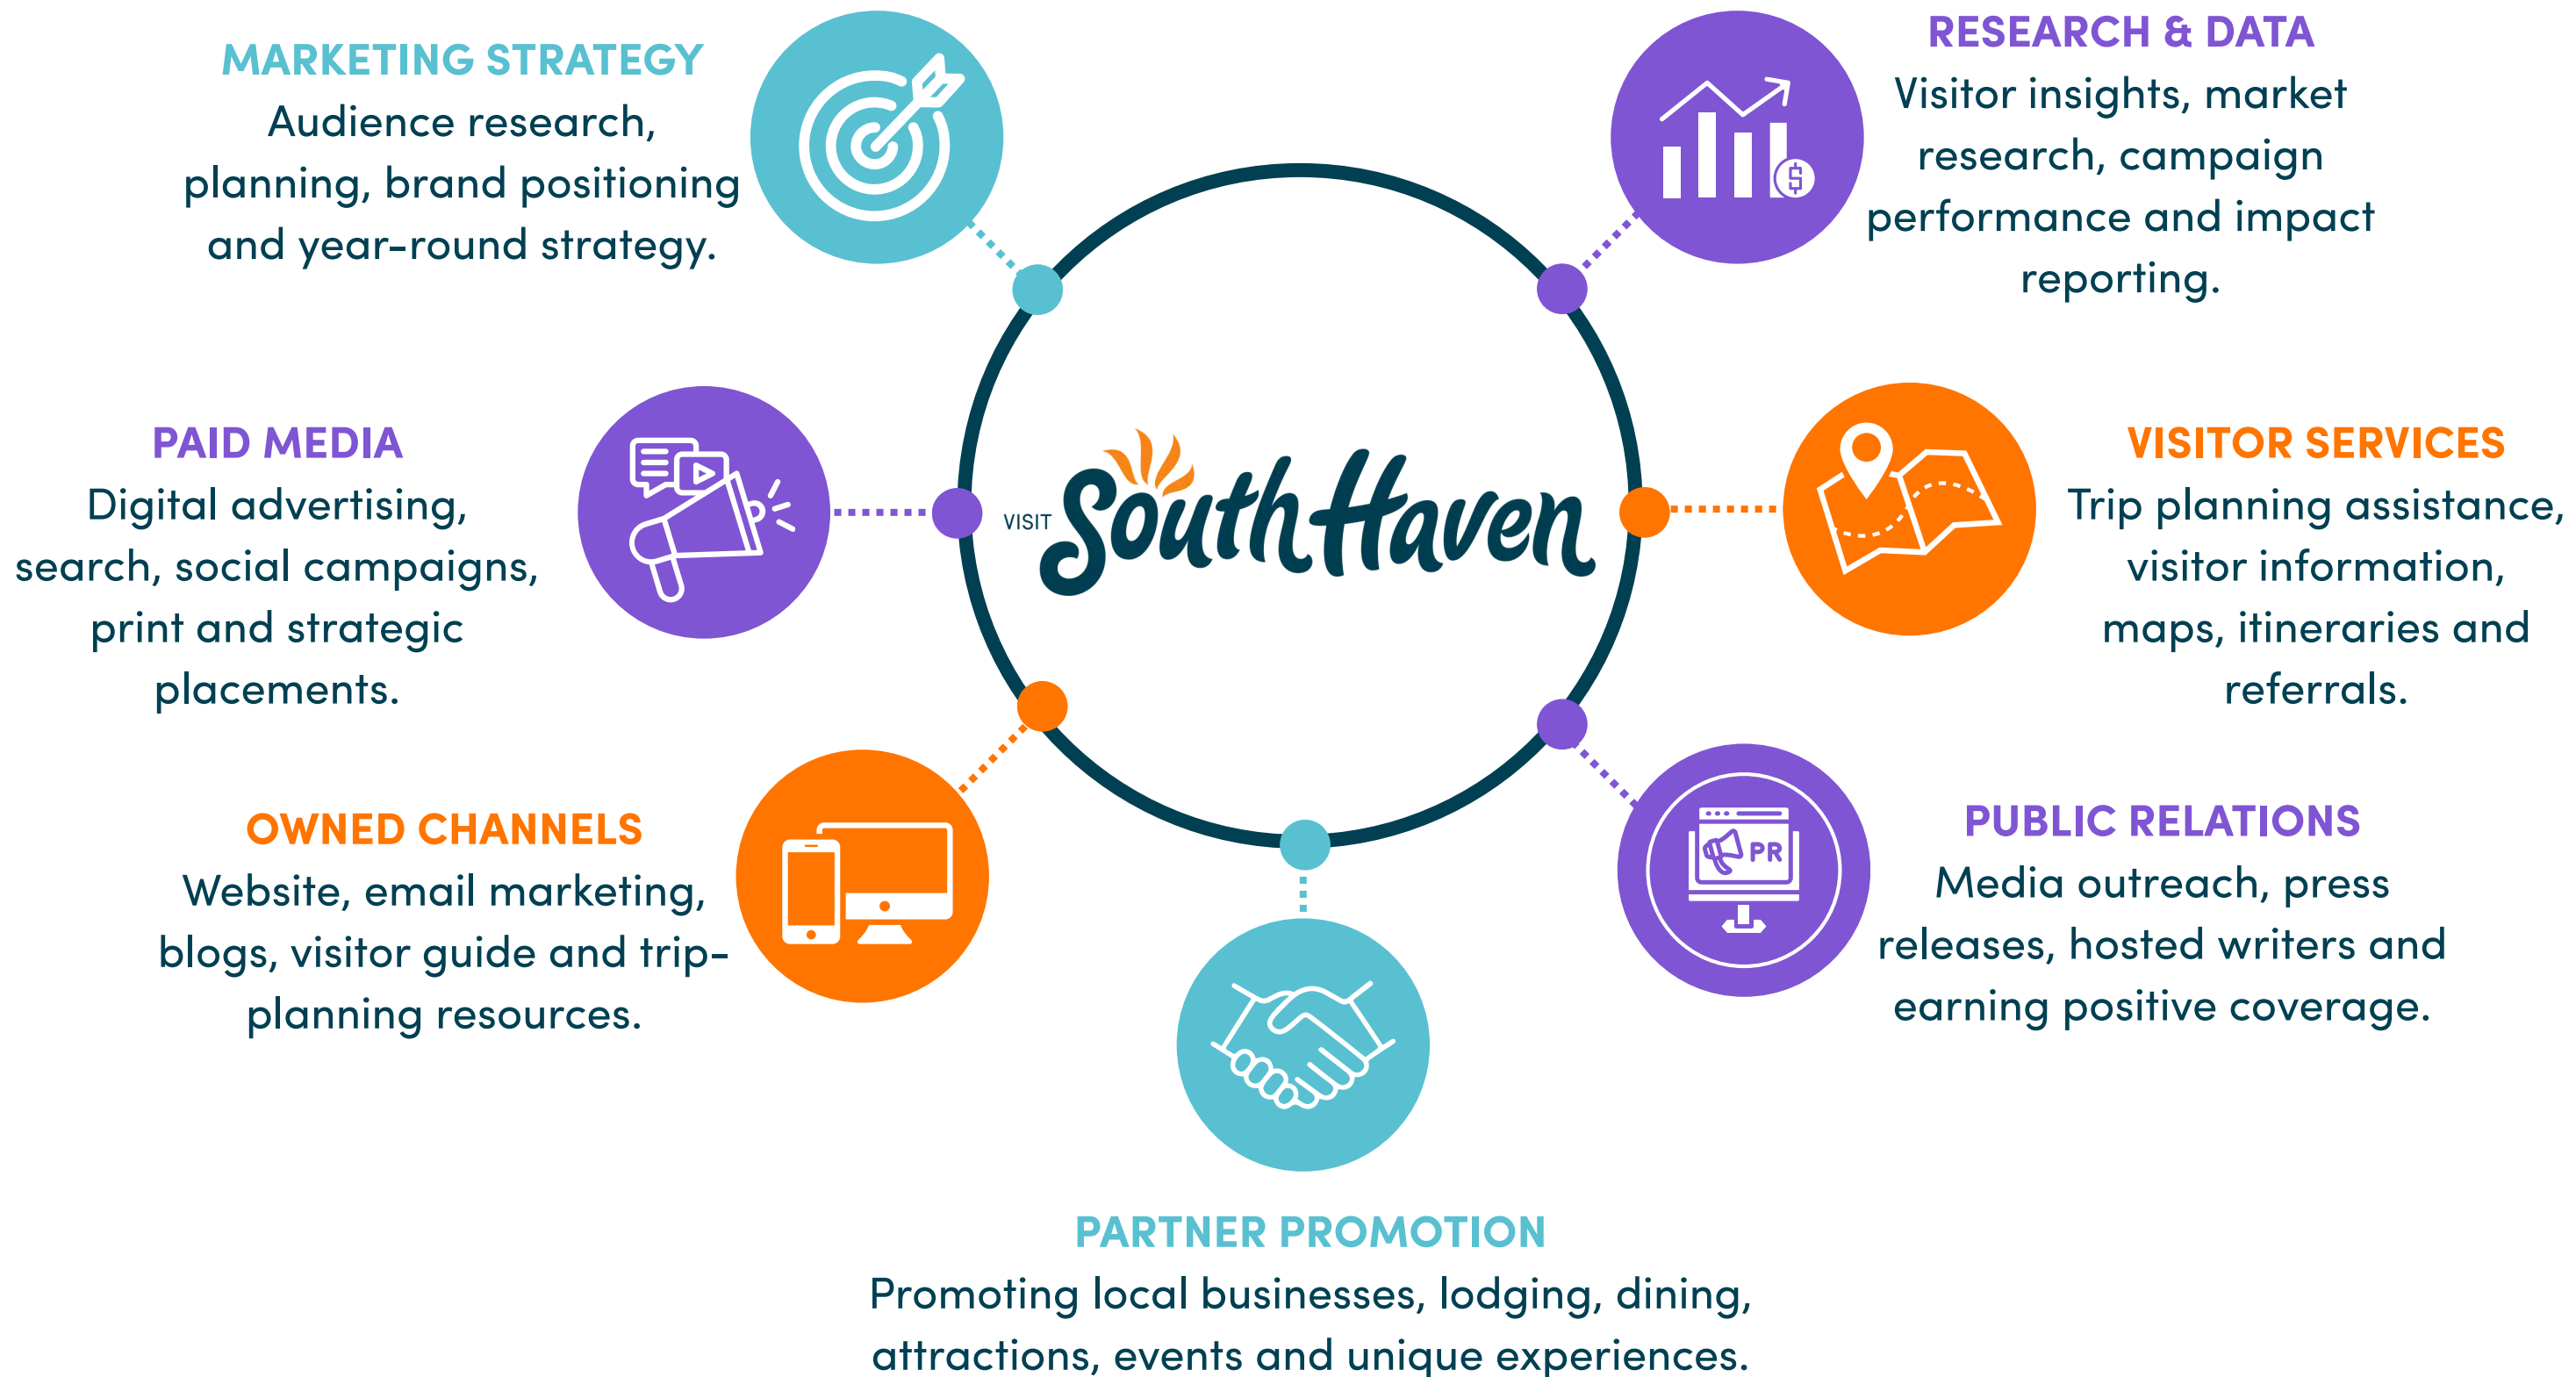 MARKETING STRATEGY
Audience research,
planning, brand positioning
and year-round strategy.
RESEARCH & DATA
Visitor insights, market
research, campaign
performance and impact
reporting.
PAID MEDIA
Digital advertising,
search, social campaigns,
print and strategic
placements.
VISIT South Haven
VISITOR SERVICES
Trip planning assistance,
visitor information,
maps, itineraries and
referrals.
OWNED CHANNELS
Website, email marketing,
blogs, visitor guide and trip-
planning resources.
PR
PUBLIC RELATIONS
Media outreach, press
releases, hosted writers and
earning positive coverage.
PARTNER PROMOTION
Promoting local businesses, lodging, dining,
attractions, events and unique experiences.